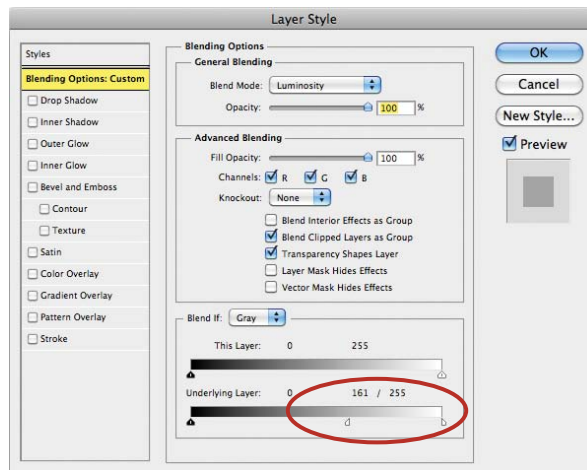 Layer Style
Styles
Blending Options: Custom
Drop Shadow
Inner Shadow
Outer Glow
Inner Glow
Bevel and Emboss
Contour
Texture
Satin
Color Overlay
Gradient Overlay
Pattern Overlay
Stroke
Blending Options
General Blending
Blend Mode: Luminosity
Opacity: 100 %
Advanced Blending
Fill Opacity: 100 %
Channels: R G B
Knockout: None
Blend Interior Effects as Group
Blend Clipped Layers as Group
Transparency Shapes Layer
Layer Mask Hides Effects
Vector Mask Hides Effects
Blend If: Gray
This Layer: 0 255
Underlying Layer: 0 161 / 255
OK
Cancel
New Style...
Preview